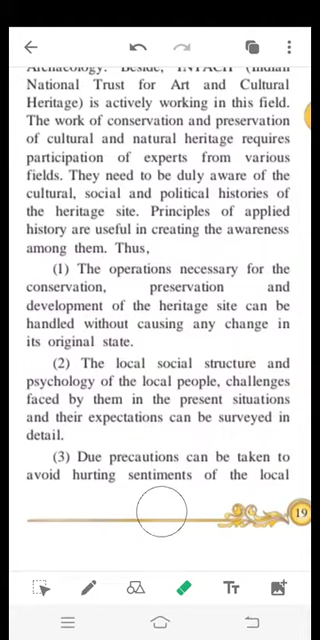 Archaeology. Beside, INTACH (Indian
National Trust for Art and Cultural
Heritage) is actively working in this field.
The work of conservation and preservation
of cultural and natural heritage requires
participation of experts from various
fields. They need to be duly aware of the
cultural, social and political histories of
the heritage site. Principles of applied
history are useful in creating the awareness
among them. Thus,
(1) The operations necessary for the
conservation, preservation and
development of the heritage site can be
handled without causing any change in
its original state.
(2) The local social structure and
psychology of the local people, challenges
faced by them in the present situations
and their expectations can be surveyed in
detail.
(3) Due precautions can be taken to
avoid hurting sentiments of the local
19
TT